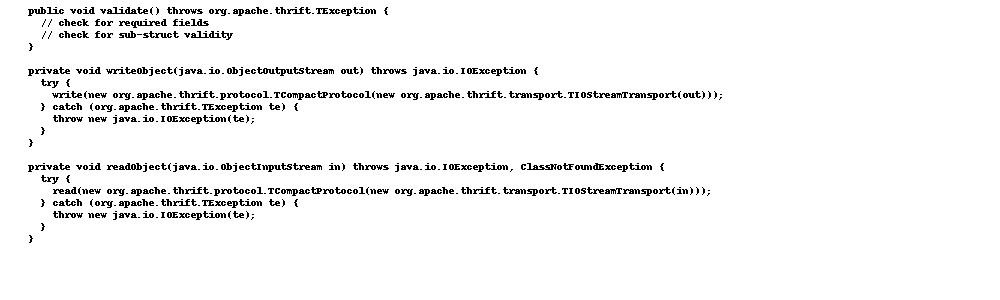 public void validate() throws org.apache.thrift.TException {
// check for required fields
// check for sub-struct validity
}
private void writeObject(java.io.ObjectOutputStream out) throws java.io.IOException {
try {
write(new org.apache.thrift.protocol.TCompactProtocol(new org.apache.thrift.transport.TIOStreamTransport(out)));
} catch (org.apache.thrift.TException te) {
throw new java.io.IOException(te);
}
}
private void readObject(java.io.ObjectInputStream in) throws java.io.IOException, ClassNotFoundException {
try {
read(new org.apache.thrift.protocol.TCompactProtocol(new org.apache.thrift.transport.TIOStreamTransport(in)));
} catch (org.apache.thrift.TException te) {
throw new java.io.IOException(te);
}
}